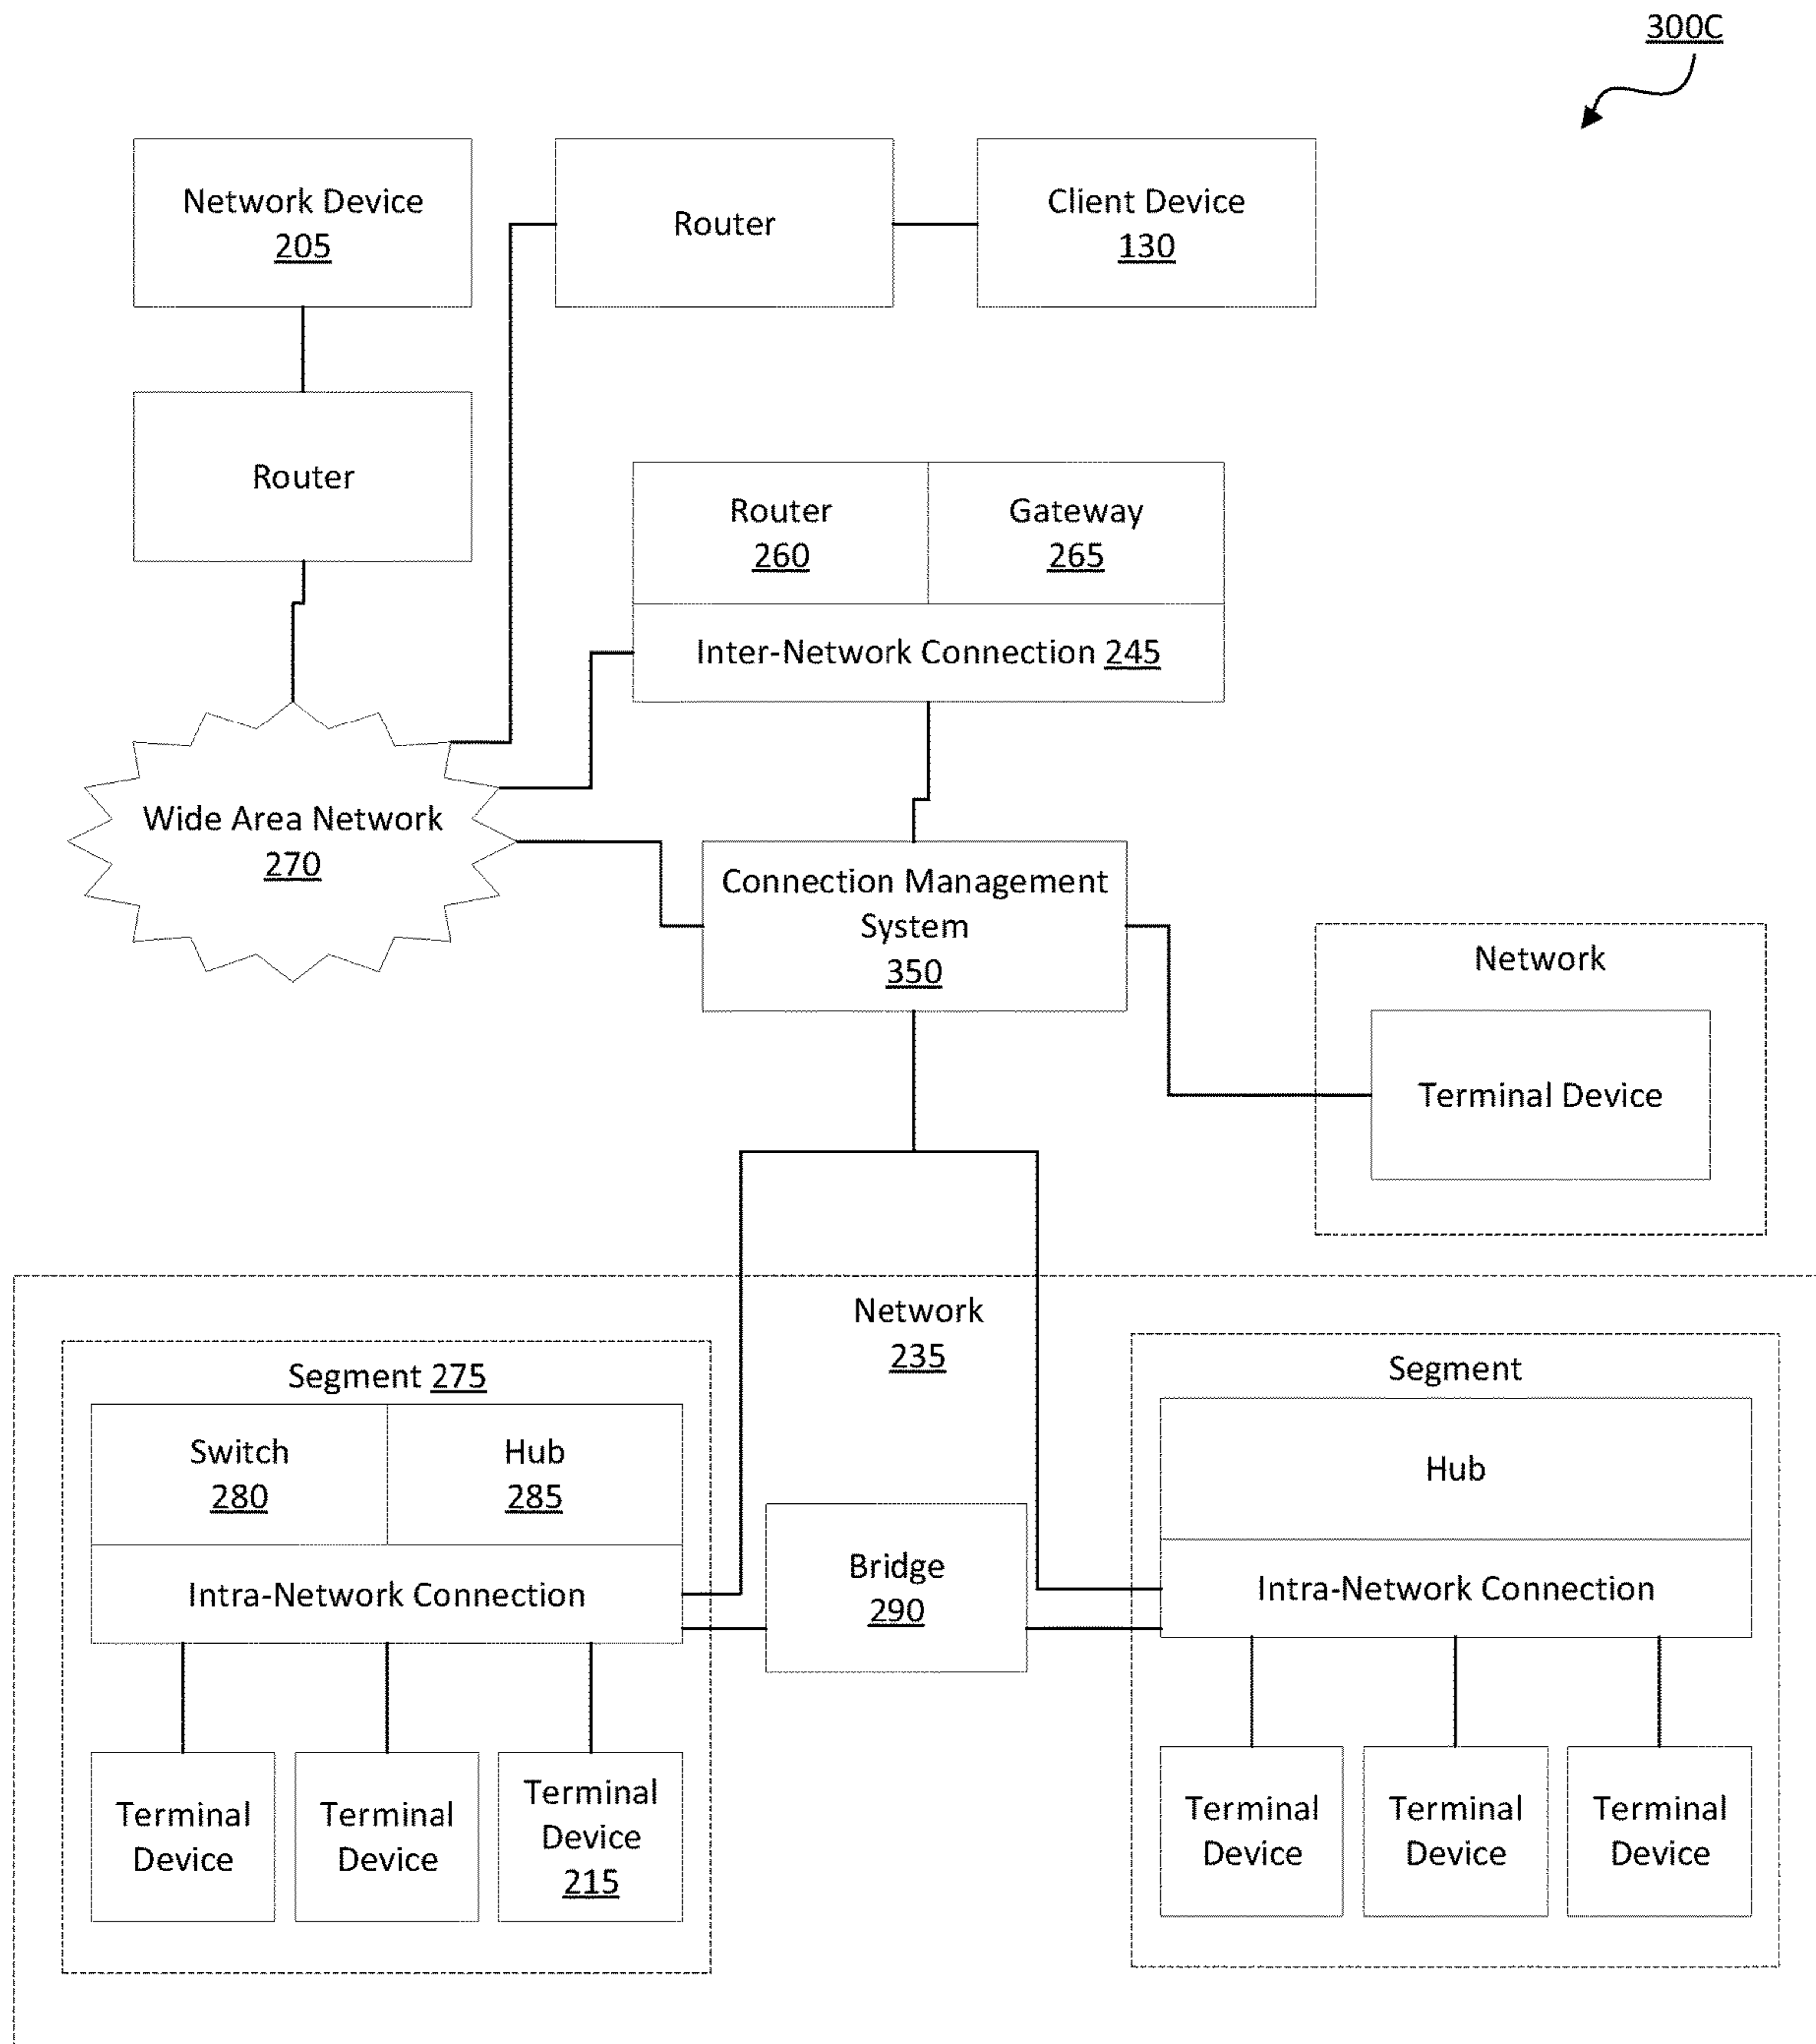 300C
Network Device
205
Router
Client Device
130
Router
Router
260
Gateway
265
Inter-Network Connection 245
Wide Area Network
270
Connection Management
System
350
Network
Terminal Device
Network
235
Segment 275
Switch
280
Hub
285
Intra-Network Connection
Bridge
290
Segment
Hub
Intra-Network Connection
Terminal
Device
Terminal
Device
Terminal
Device
215
Terminal
Device
Terminal
Device
Terminal
Device